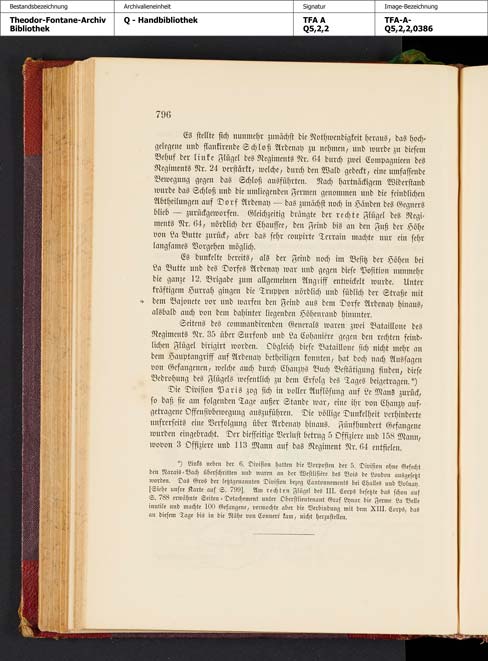 Bestandsbezeichnung
Theodor-Fontane-Archiv
Bibliothek
Archivalieneinheit
Q - Handbibliothek
Signatur
TFA A
Q5,2,2
Image-Bezeichnung
TFA-A-
Q5,2,2,0386
796
Es stellte sich nunmehr zunächst die Nothwendigkeit heraus, das hoch-
gelegene und flankirende Schloß Ardenay zu nehmen, und wurde zu diesem
Behuf der linke Flügel des Regiments Nr. 64 durch zwei Compagnieen des
Regiments Nr. 24 verstärkt, welche, durch den Wald gedeckt, eine umfassende
Bewegung gegen das Schloß ausführten. Nach hartnäckigem Widerstand
wurde das Schloß und die umliegenden Fermen genommen und die feindlichen
Abtheilungen auf Dorf Ardenay — das zunächst noch in Händen des Gegners
blieb — zurückgeworfen. Gleichzeitig drängte der rechte Flügel des Regi-
ments Nr. 64, nördlich der Chaussee, den Feind bis an den Fuß der Höhe
von La Butte zurück, aber das sehr coupirte Terrain machte nur ein sehr
langsames Vorgehen möglich.
Es dunkelte bereits, als der Feind noch im Besitz der Höhen bei
La Butte und des Dorfes Ardenay war und gegen diese Position nunmehr
die ganze 12. Brigade zum allgemeinen Angriff entwickelt wurde. Unter
kräftigem Hurrah gingen die Truppen nördlich und südlich der Straße mit
dem Bajonete vor und warfen den Feind aus dem Dorfe Ardenay hinaus,
alsbald auch von dem dahinter liegenden Höhenrand hinunter.
Seitens des commandirenden Generals waren zwei Bataillone des
Regiments Nr. 35 über Surfond und La Cohanière gegen den rechten feind-
lichen Flügel dirigirt worden. Obgleich diese Bataillone sich nicht mehr an
dem Hauptangriff auf Ardenay betheiligen konnten, hat doch nach Aussagen
von Gefangenen, welche auch durch Chanzys Buch Bestätigung finden, diese
Bedrohung des Flügels wesentlich zu dem Erfolg des Tages beigetragen.*)
Die Division Paris zog sich in voller Auflösung auf Le Mans zurück,
so daß sie am folgenden Tage außer Stande war, eine ihr von Chanzy auf-
getragene Offensivbewegung auszuführen. Die völlige Dunkelheit verhinderte
unsrerseits eine Verfolgung über Ardenay hinaus. Fünfhundert Gefangene
wurden eingebracht. Der diesseitige Verlust betrug 5 Offiziere und 158 Mann,
wovon 3 Offiziere und 113 Mann auf das Regiment Nr. 64 entfielen.
*) Links neben der 6. Division hatten die Vorposten der 5. Division ohne Gefecht
den Narais-Bach überschritten und waren an der Westlisière des Bois de Loudon ausgesetzt
worden. Das Gros der letztgenannten Division bezog Cantonnements bei Challes und Volnay.
[Siehe unsre Karte auf S. 799]. Am rechten Flügel des III. Corps besetzte das schon auf
S. 788 erwähnte Seiten-Detachement unter Oberstlieutenant Graf Lynar die Ferme La Belle
inutile und machte 100 Gefangene, vermochte aber die Verbindung mit dem XIII. Corps, das
an diesem Tage bis in die Nähe von Connerré kam, nicht herzustellen.